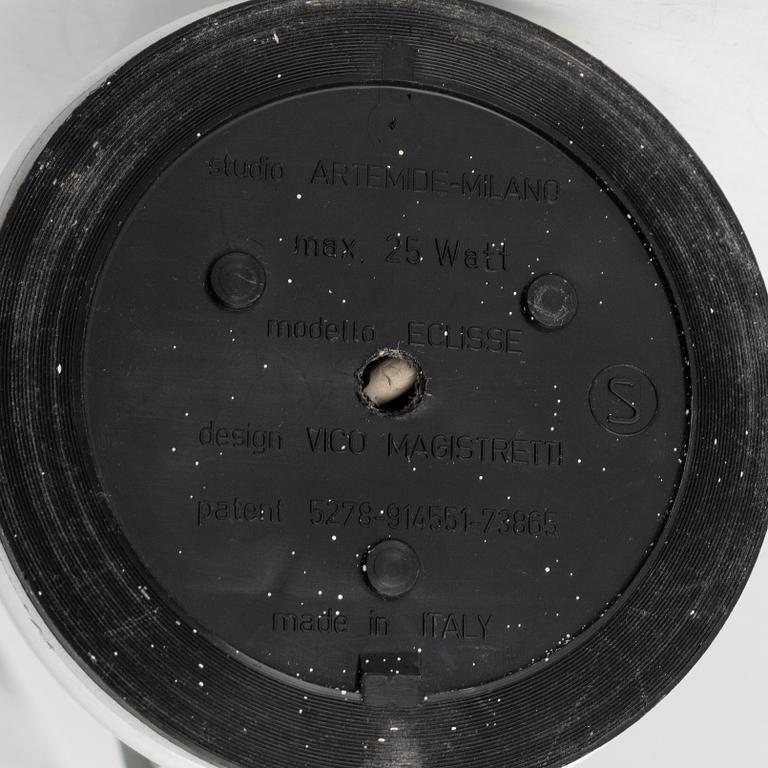 studio ARTEMIDE-MILANO
max. 25 Watt
modello ECLISSE
S
design VICO MAGISTRETTI
patent 5278-914551-73865
made in ITALY